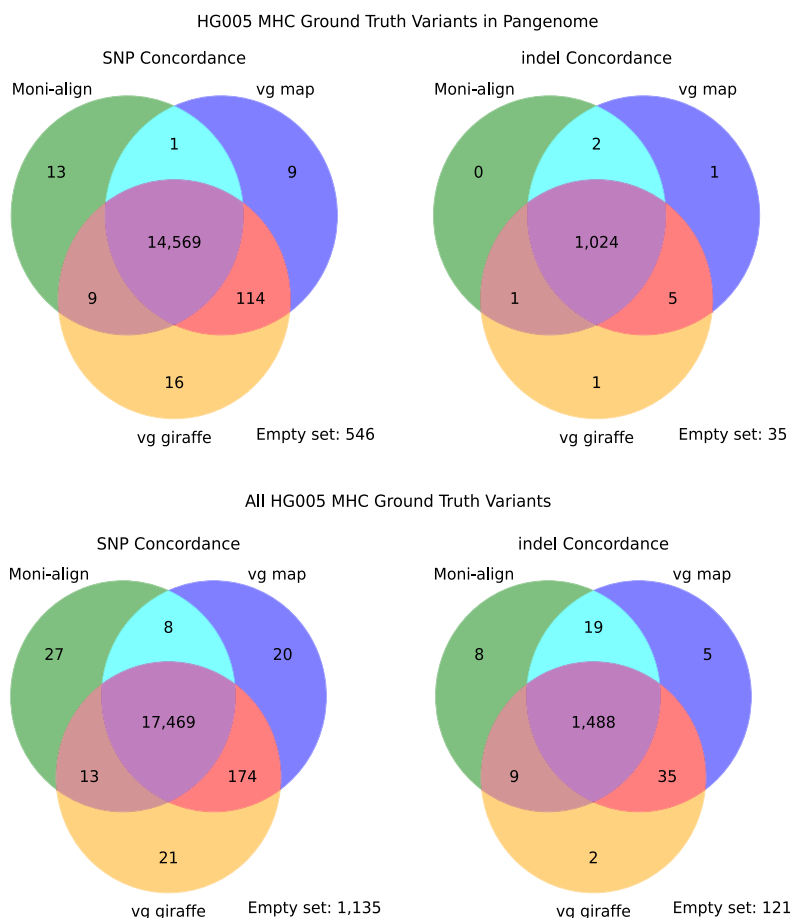 HG005 MHC Ground Truth Variants in Pangenome
SNP Concordance
indel Concordance
Moni-align
vg map
Moni-align
vg map
13
1
9
0
2
1
14,569
1,024
9
114
1
5
16
1
vg giraffe
Empty set: 546
vg giraffe
Empty set: 35
All HG005 MHC Ground Truth Variants
SNP Concordance
indel Concordance
Moni-align
vg map
Moni-align
vg map
27
8
20
8
19
5
17,469
1,488
13
174
9
35
21
2
vg giraffe
Empty set: 1,135
vg giraffe
Empty set: 121